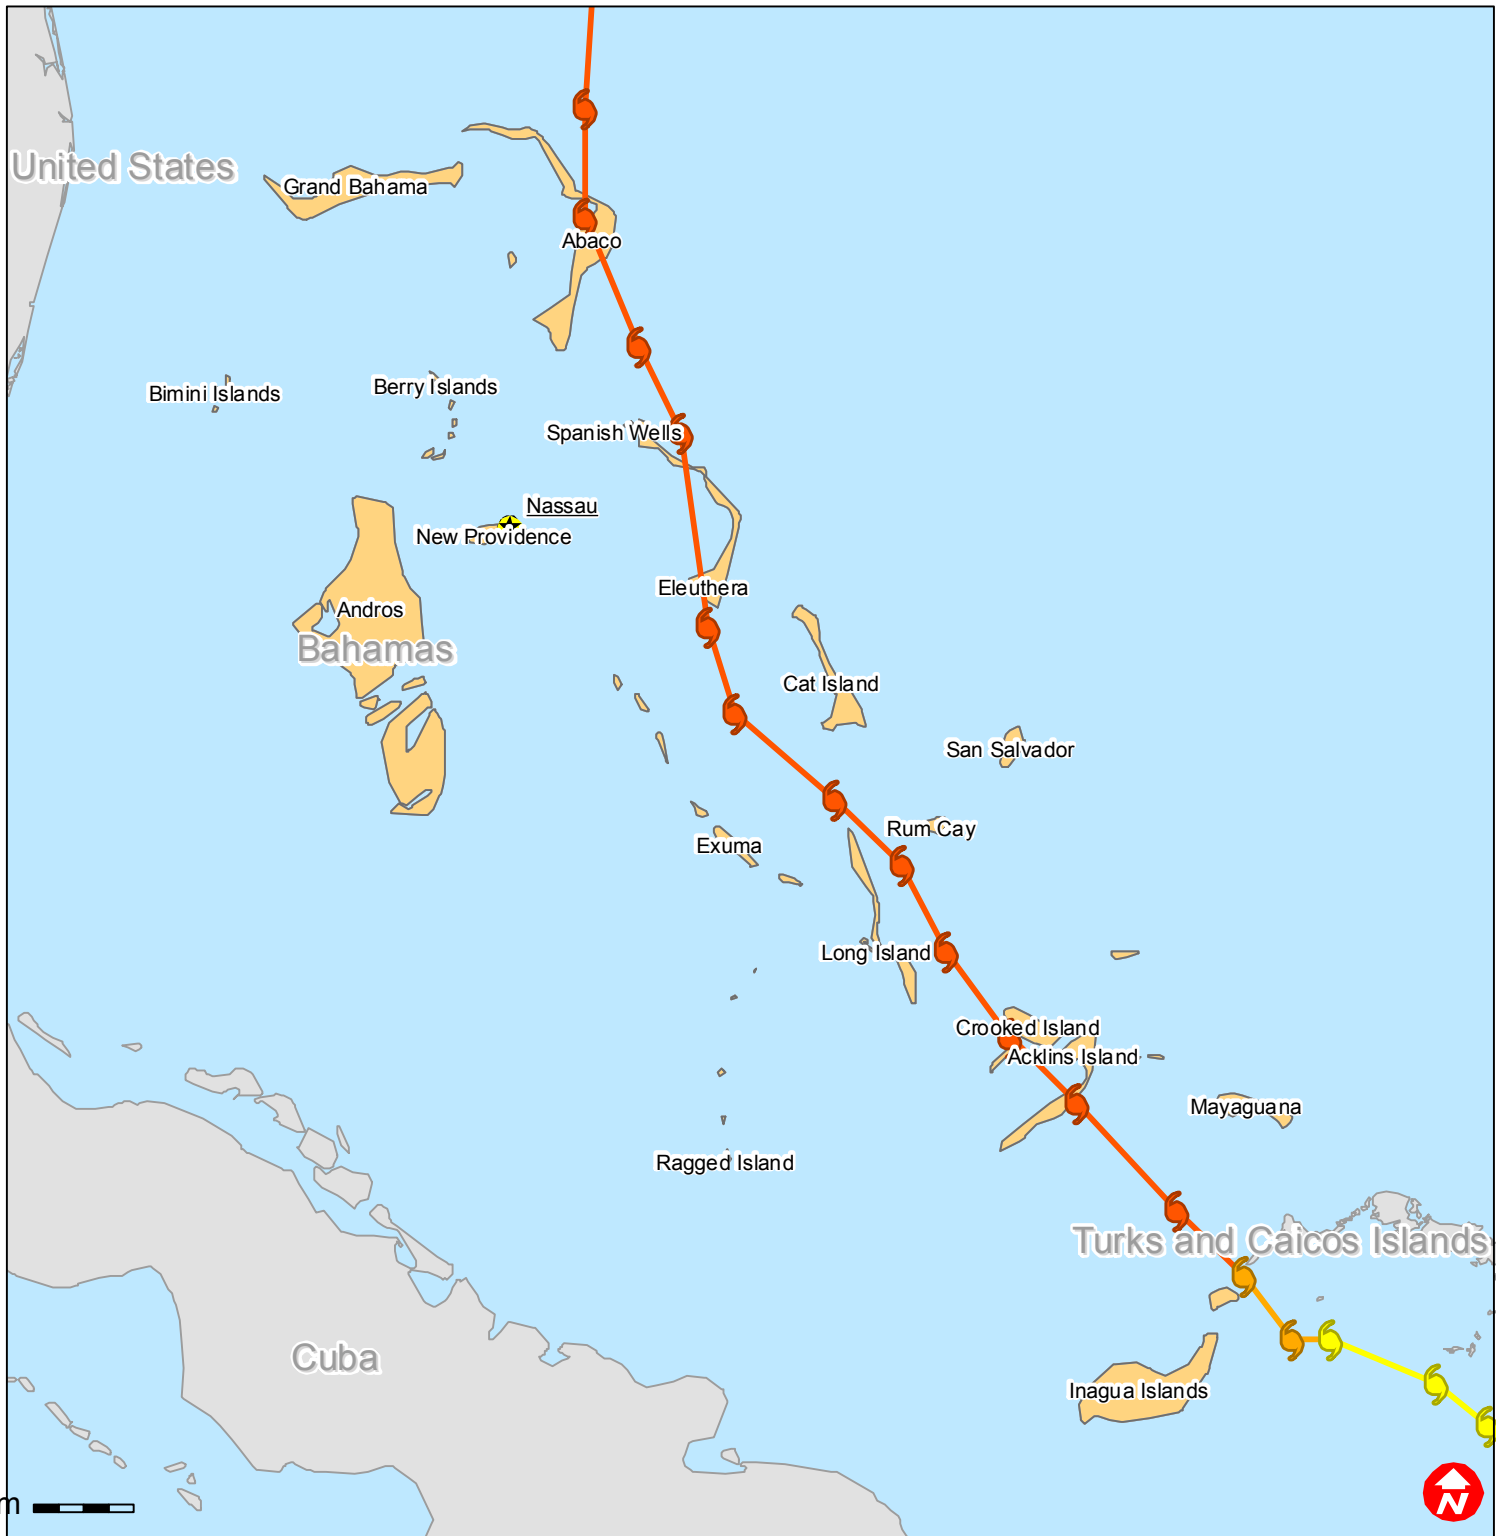 United States
Grand Bahama
Abaco
Bimini Islands
Berry Islands
Spanish Wells
Nassau
New Providence
Eleuthera
Andros
Bahamas
Cat Island
San Salvador
Rum Cay
Exuma
Long Island
Crooked Island
Acklins Island
Mayaguana
Ragged Island
Turks and Caicos Islands
Cuba
Inagua Islands
m
N